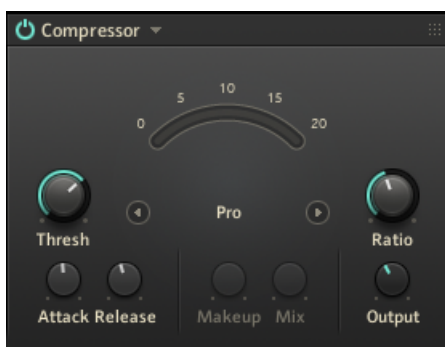 Compressor
10
5 15
0 20
Pro
Thresh Ratio
Attack Release Makeup Mix Output